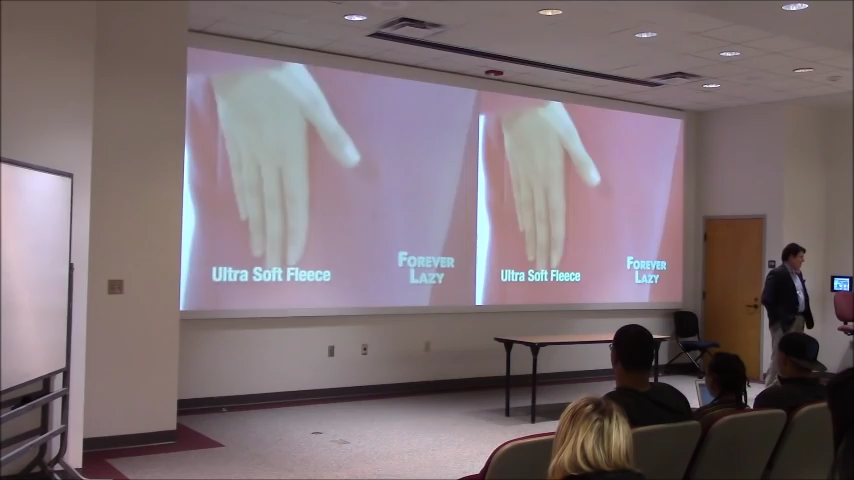 Ultra Soft Fleece
FOREVER
LAZY
Ultra Soft Fleece
FOREVER
LAZY